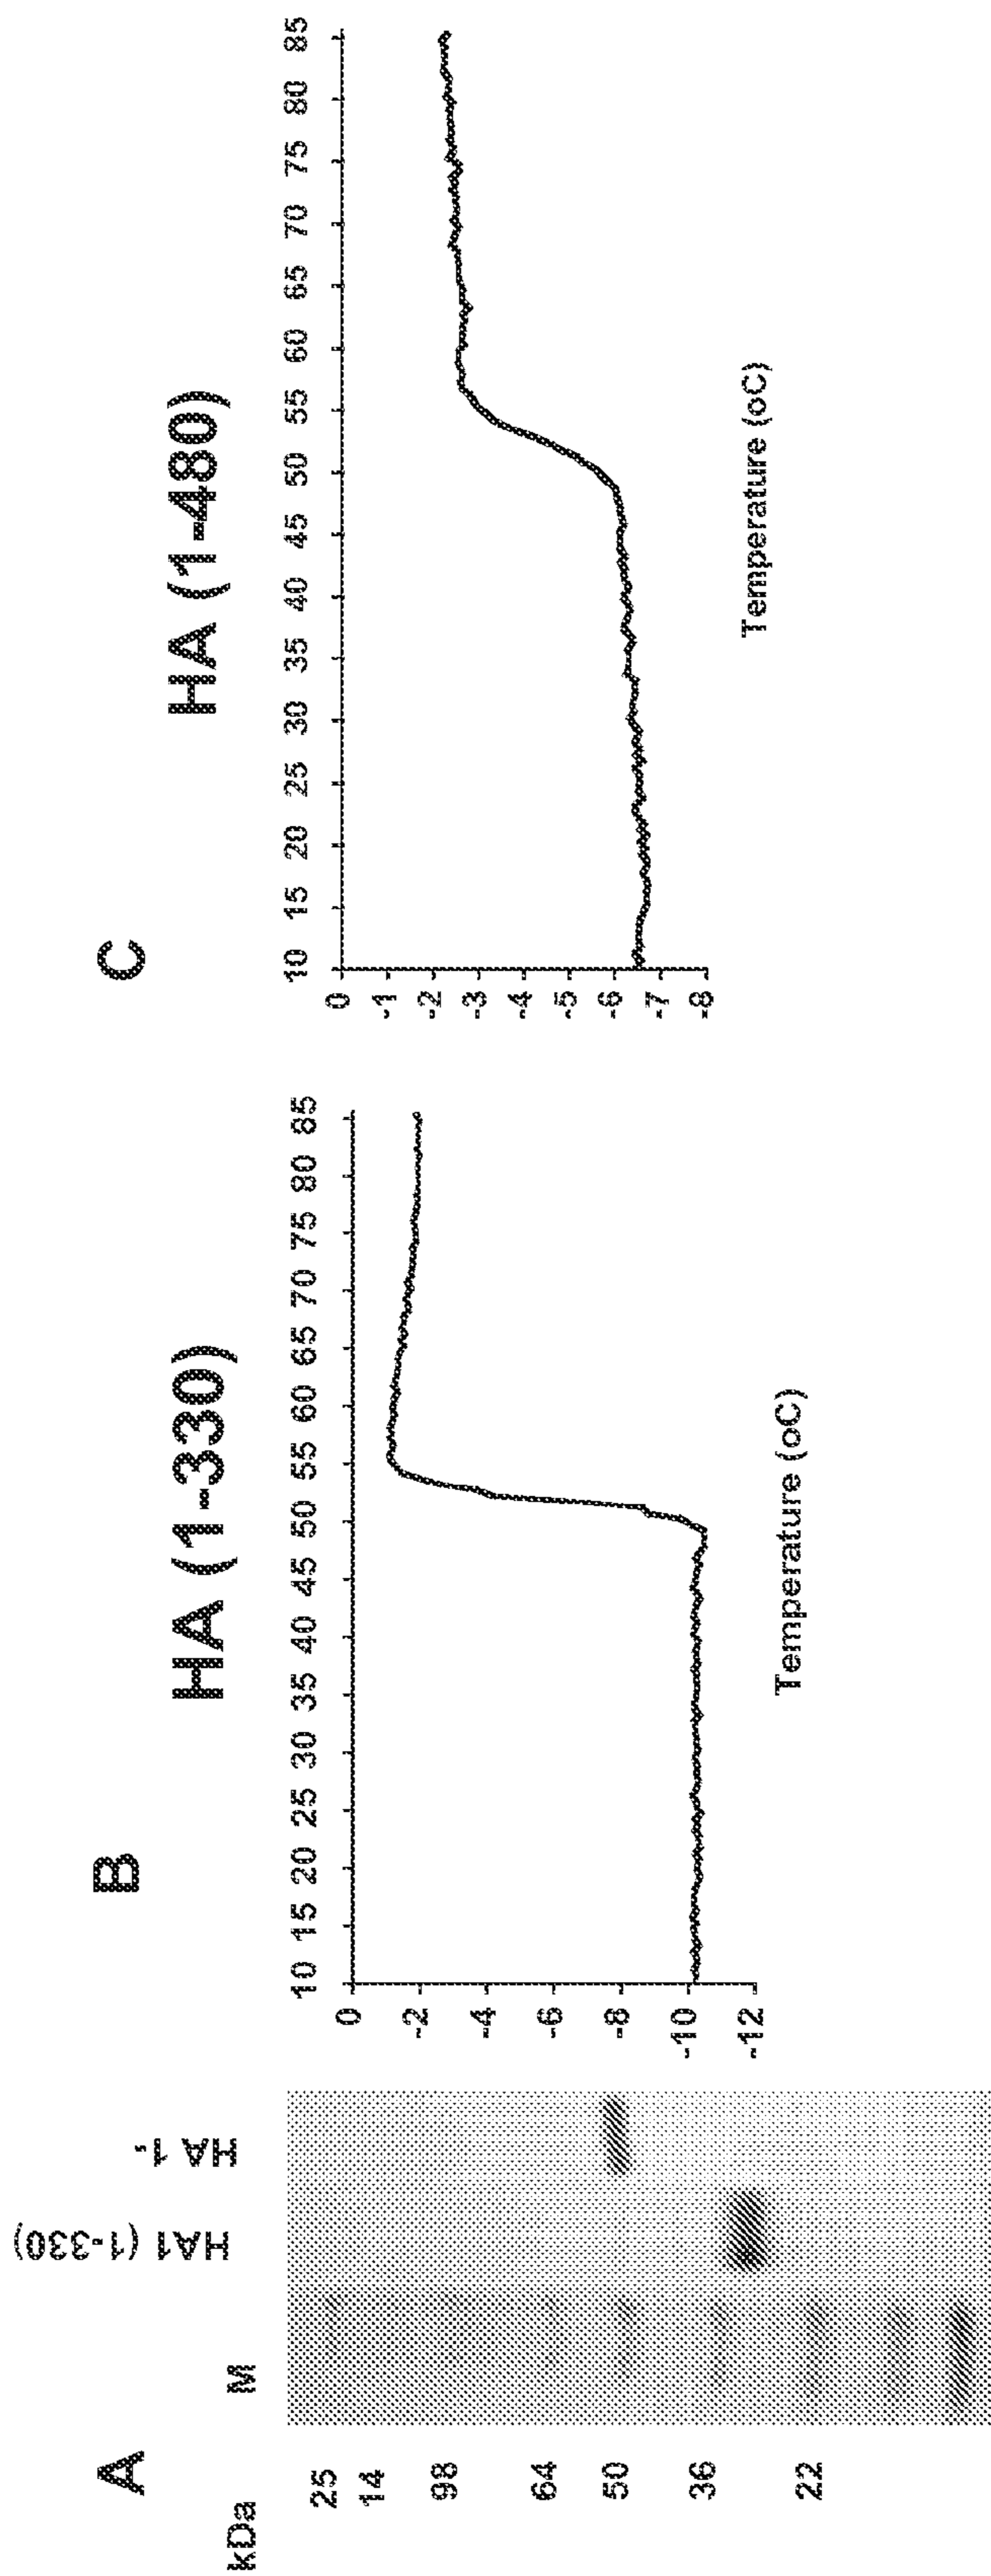 A
kDa
M
HA1 (1-330)
HA 1
25
14
98
64
50
36
22
B
HA (1-330)
10 15 20 25 30 35 40 45 50 55 60 65 70 75 80 85
0
-2
-4
-6
-8
-10
-12
Temperature (oC)
C
HA (1-480)
10 15 20 25 30 35 40 45 50 55 60 65 70 75 80 85
0
-1
-2
-3
-4
-5
-6
-7
-8
Temperature (oC)